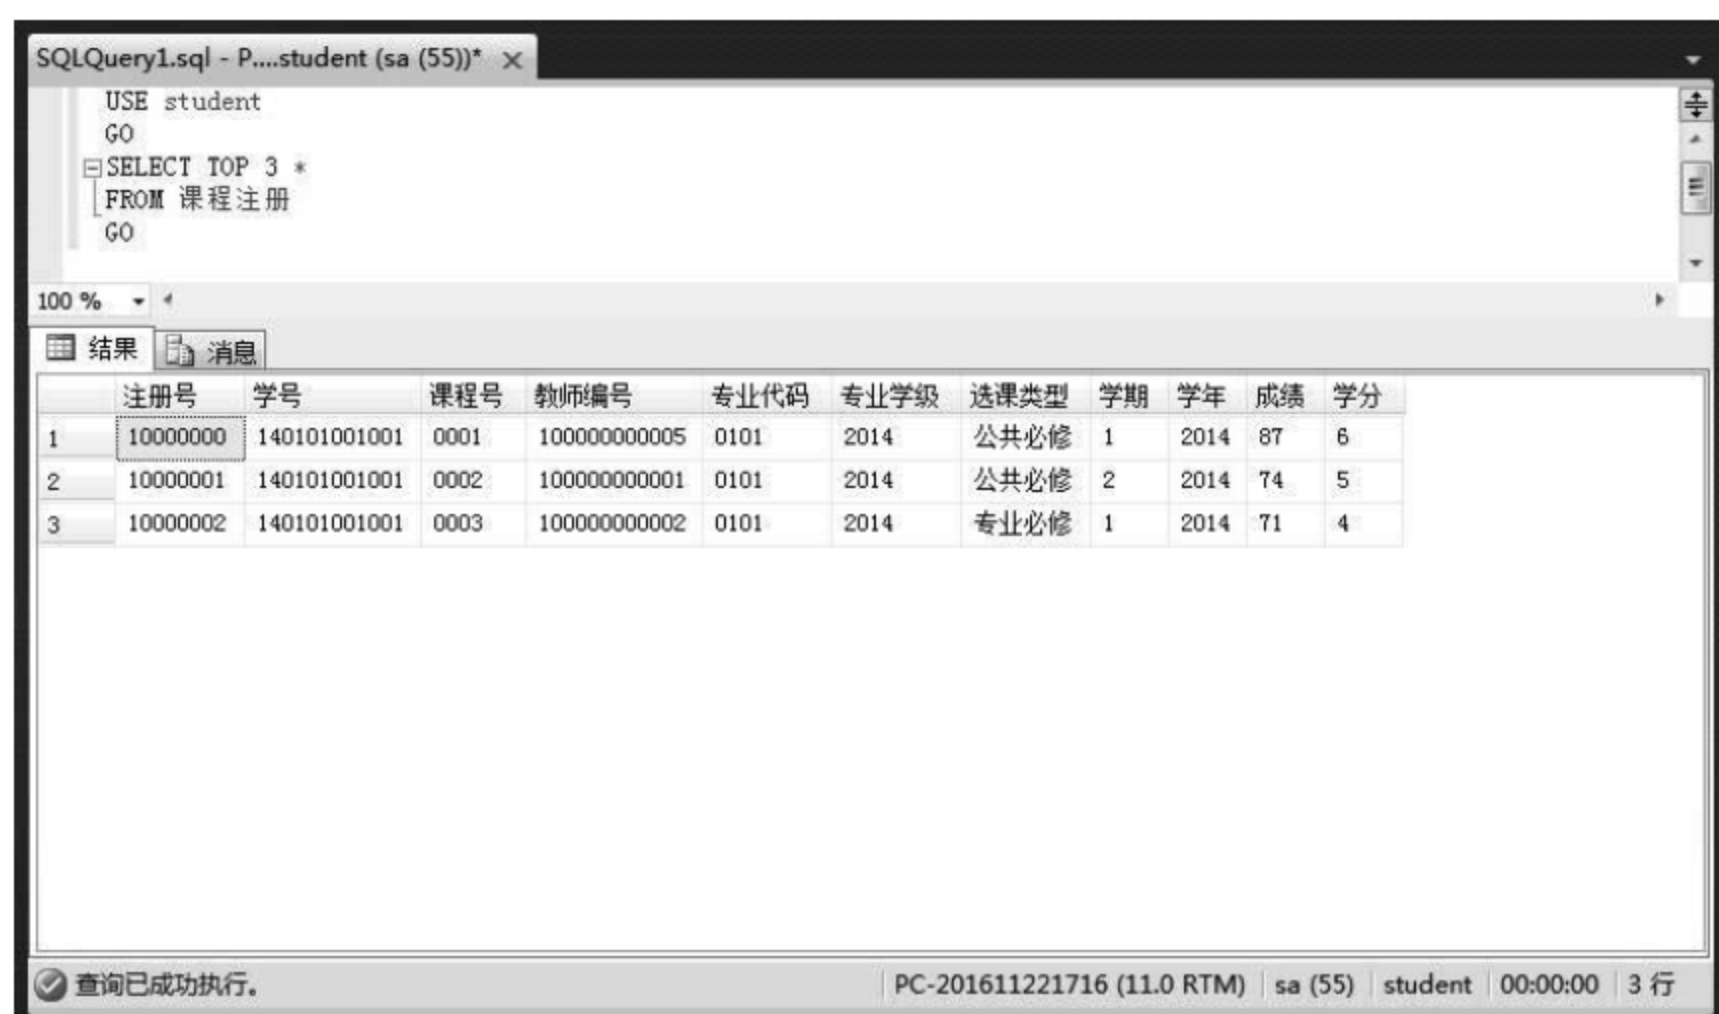 SQLQuery1.sql - P....student (sa (55))*
USE student
GO
SELECT TOP 3 *
FROM 课程注册
GO
100 %
结果 消息
注册号 学号 课程号 教师编号 专业代码 专业学级 选课类型 学期 学年 成绩 学分
1 10000000 140101001001 0001 100000000005 0101 2014 公共必修 1 2014 87 6
2 10000001 140101001001 0002 100000000001 0101 2014 公共必修 2 2014 74 5
3 10000002 140101001001 0003 100000000002 0101 2014 专业必修 1 2014 71 4
查询已成功执行。 PC-201611221716 (11.0 RTM) sa (55) student 00:00:00 3 行